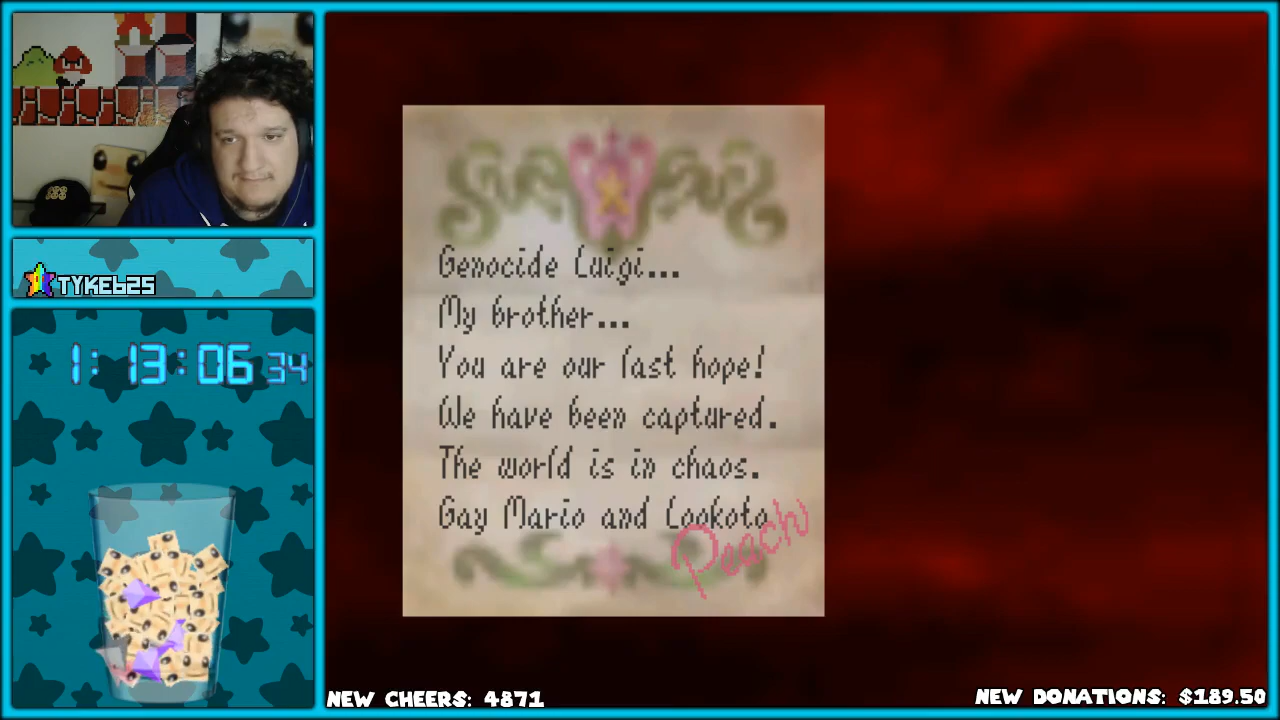 TYKE625
1:13:06 34
Genocide Luigi...
My brother...
You are our last hope!
We have been captured.
The world is in chaos.
Gay Mario and Lookoto
Peach
NEW CHEERS: 4871
NEW DONATIONS: $189.50